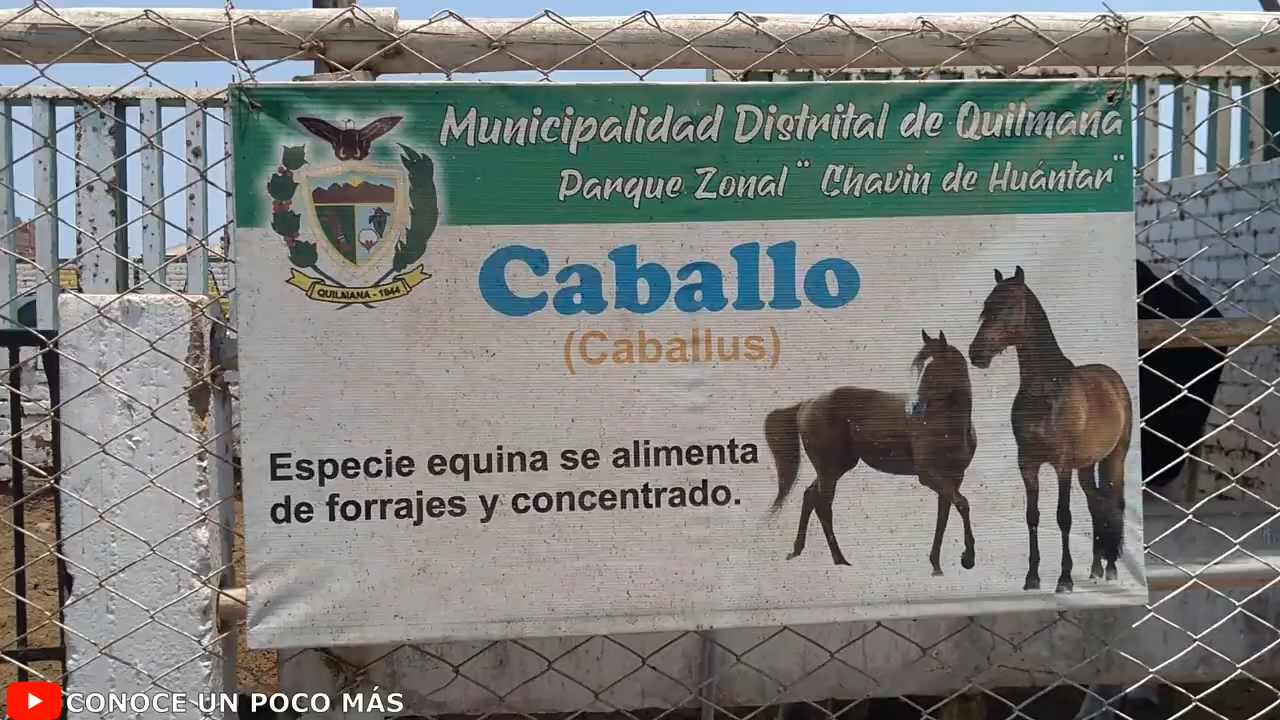 Municipalidad Distrital de Quilmana
Parque Zonal " Chavin de Huántar"
QUILMANA - 1944
Caballo
(Caballus)
Especie equina se alimenta
de forrajes y concentrado.
CONOCE UN POCO MÁS